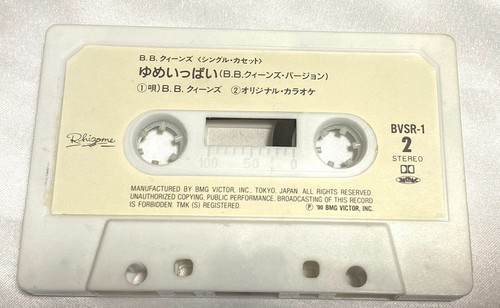 B.B.クィーンズ 〈シングル・カセット〉
ゆめいっぱい(B.B.クィーンズ・バージョン)
①唄)B.B.クィーンズ ②オリジナル・カラオケ
Rhizome
BVSR-1
2
STEREO
100 50 0
MANUFACTURED BY BMG VICTOR, INC., TOKYO, JAPAN. ALL RIGHTS RESERVED.
UNAUTHORIZED COPYING, PUBLIC PERFORMANCE, BROADCASTING OF THIS RECORD
IS FORBIDDEN. TMK (S) REGISTERED.
Ⓟ '90 BMG VICTOR, INC.